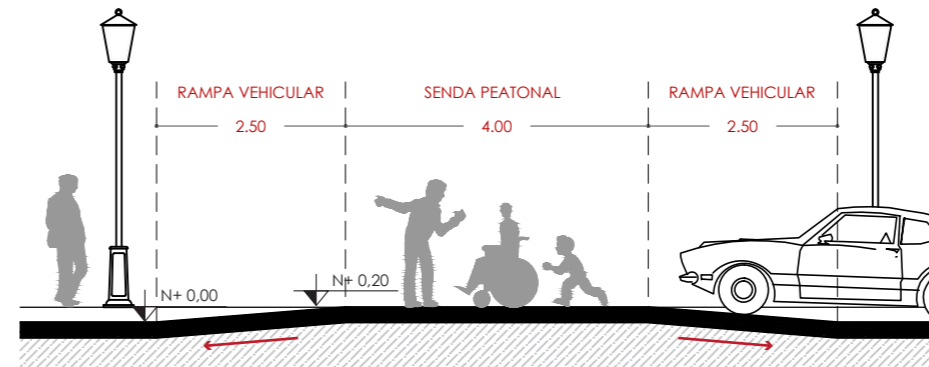 RAMPA VEHICULAR
2.50
SENDA PEATONAL
4.00
RAMPA VEHICULAR
2.50
N+ 0,20
N+ 0,00